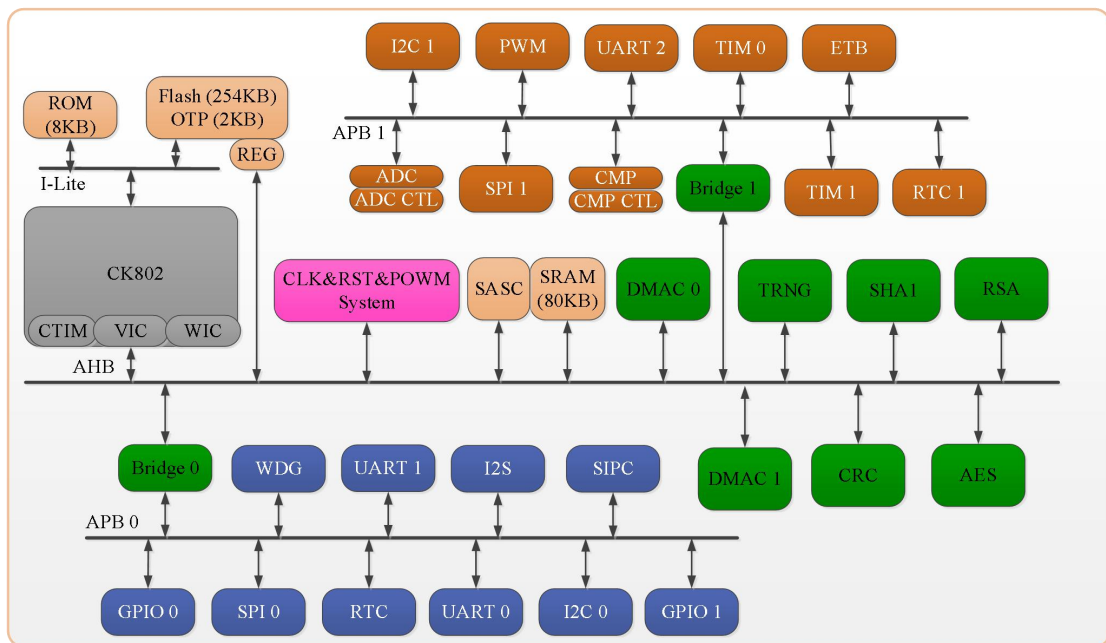 I2C 1
PWM
UART 2
TIM 0
ETB
ROM
(8KB)
Flash (254KB)
OTP (2KB)
REG
APB 1
I-Lite
ADC
ADC CTL
SPI 1
CMP
CMP CTL
Bridge 1
TIM 1
RTC 1
CK802
CTIM
VIC
WIC
CLK&RST&POWM
System
SASC
SRAM
(80KB)
DMAC 0
TRNG
SHA1
RSA
AHB
Bridge 0
WDG
UART 1
I2S
SIPC
DMAC 1
CRC
AES
APB 0
GPIO 0
SPI 0
RTC
UART 0
I2C 0
GPIO 1